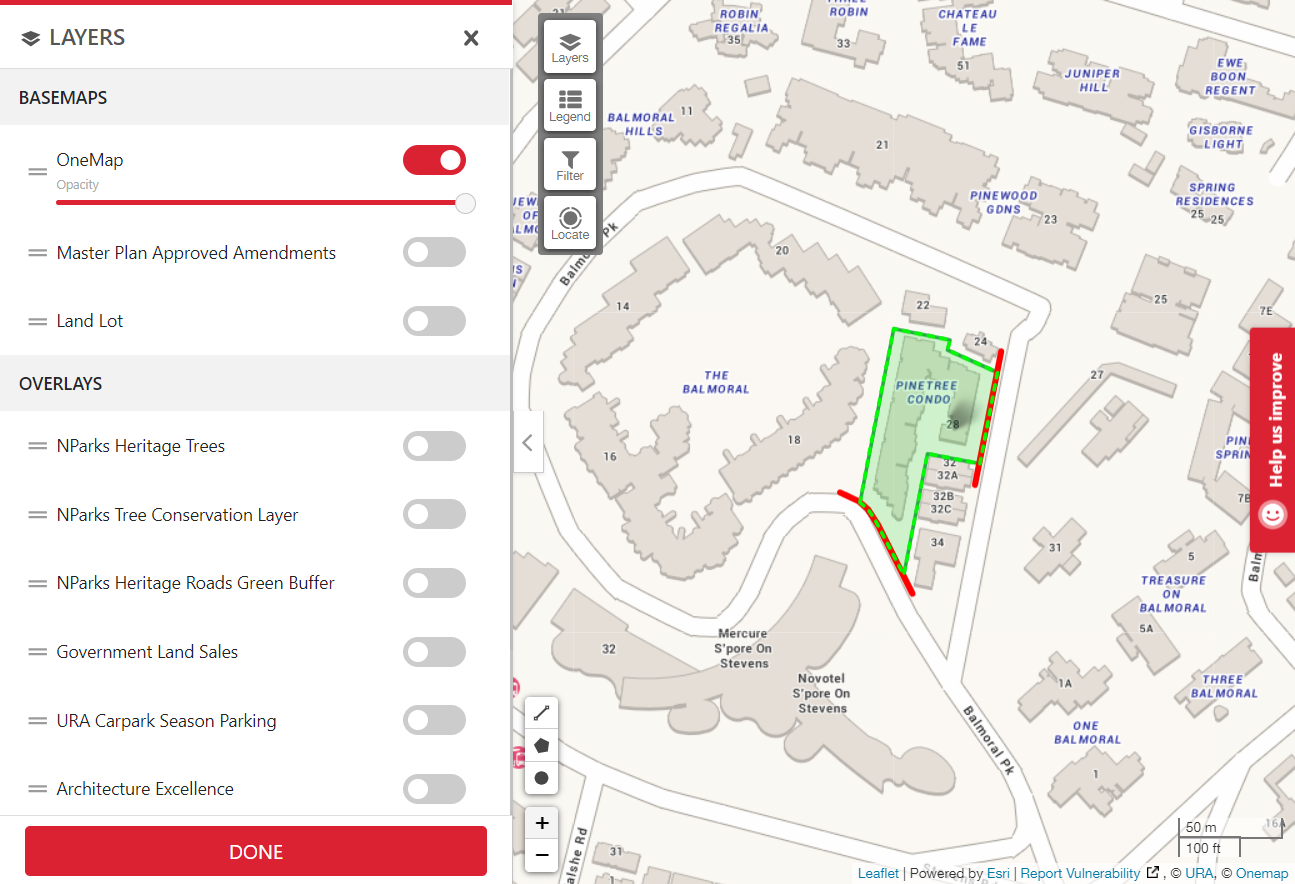 LAYERS
BASEMAPS
OneMap
Opacity
Master Plan Approved Amendments
Land Lot
OVERLAYS
NParks Heritage Trees
NParks Tree Conservation Layer
NParks Heritage Roads Green Buffer
Government Land Sales
URA Carpark Season Parking
Architecture Excellence
DONE
Layers
Legend
Filter
Locate
21
ROBIN
REGALIA
35
ROBIN
33
CHATEAU
LE
FAME
51
JUNIPER
HILL
EWE
BOON
REGENT
BALMORAL
HILLS
11
21
GISBORNE
LIGHT
PINEWOOD
GDNS
23
SPRING
RESIDENCES
25 25
OF
Pk
20
14
22
24
25
7E
THE
BALMORAL
PINETREE
CONDO
28
27
18
16
32
32A
32B
32C
34
31
5
TREASURE
ON
BALMORAL
5A
7B
Help us improve
32
Mercure
S'pore On
Stevens
Novotel
S'pore On
Stevens
1A
THREE
BALMORAL
ONE
BALMORAL
1
Balmoral Pk
31
16A
+
−
50 m
100 ft
Leaflet | Powered by Esri | Report Vulnerability , © URA, © Onemap